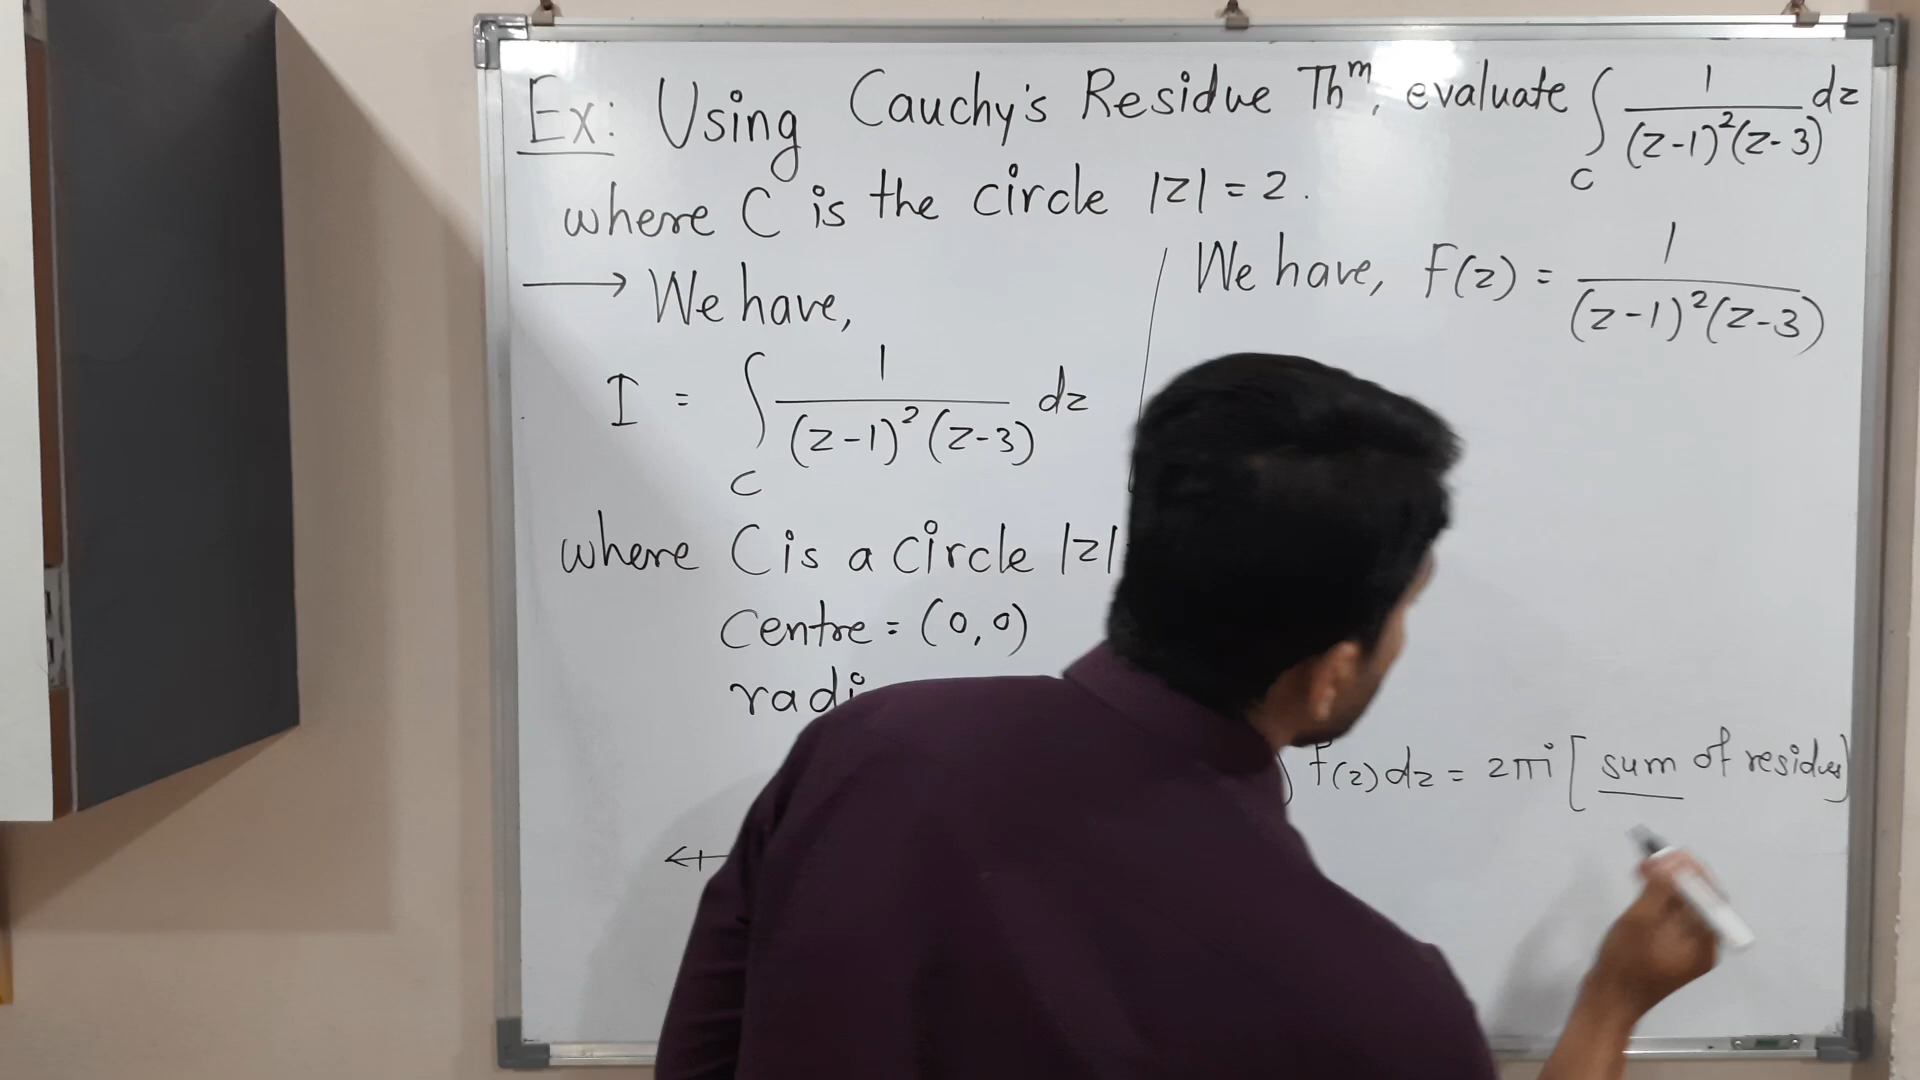 Ex: Using Cauchy's Residue Thᵐ, evaluate ∫_C 1/((z-1)²(z-3)) dz
where C is the circle |z| = 2.
→ We have,
I = ∫_C 1/((z-1)²(z-3)) dz
where C is a circle |z|
Centre = (0,0)
radi
We have, F(z) = 1/((z-1)²(z-3))
∫ f(z) dz = 2πi [sum of residues]